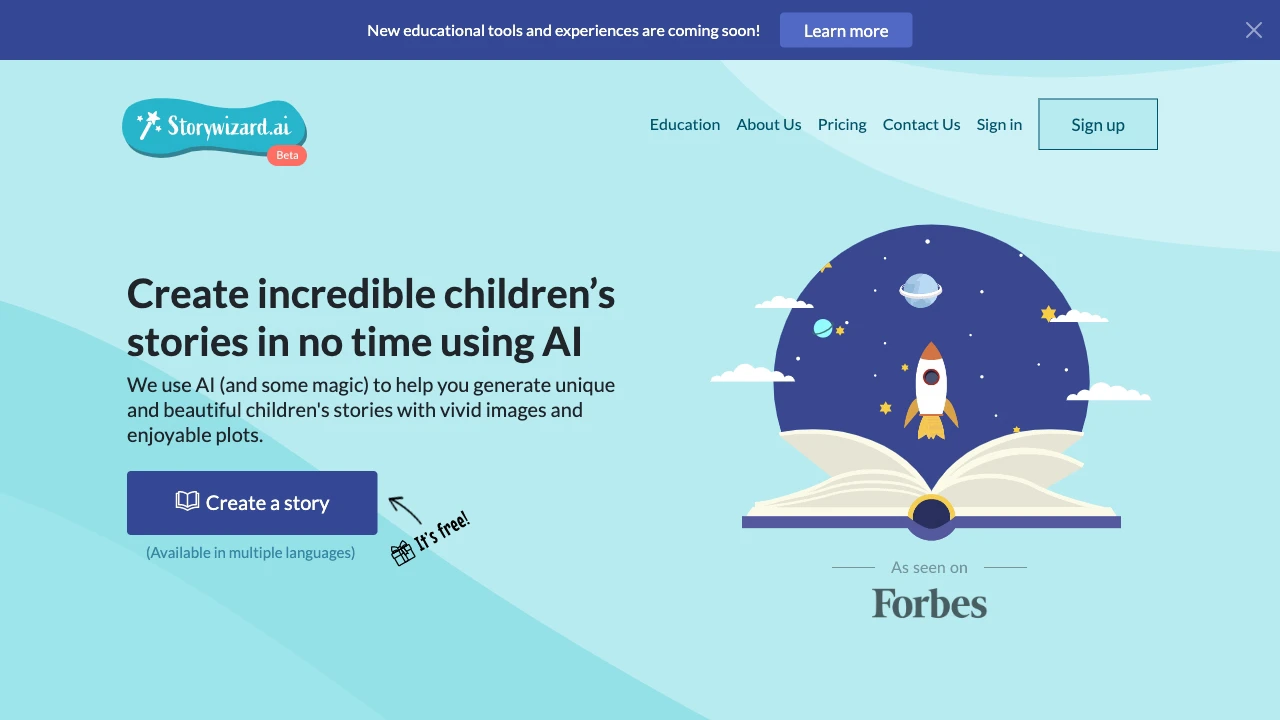 New educational tools and experiences are coming soon!
Learn more
Storywizard.ai
Beta
Education
About Us
Pricing
Contact Us
Sign in
Sign up
Create incredible children’s
stories in no time using AI
We use AI (and some magic) to help you generate unique
and beautiful children's stories with vivid images and
enjoyable plots.
Create a story
(Available in multiple languages)
It's free!
As seen on
Forbes